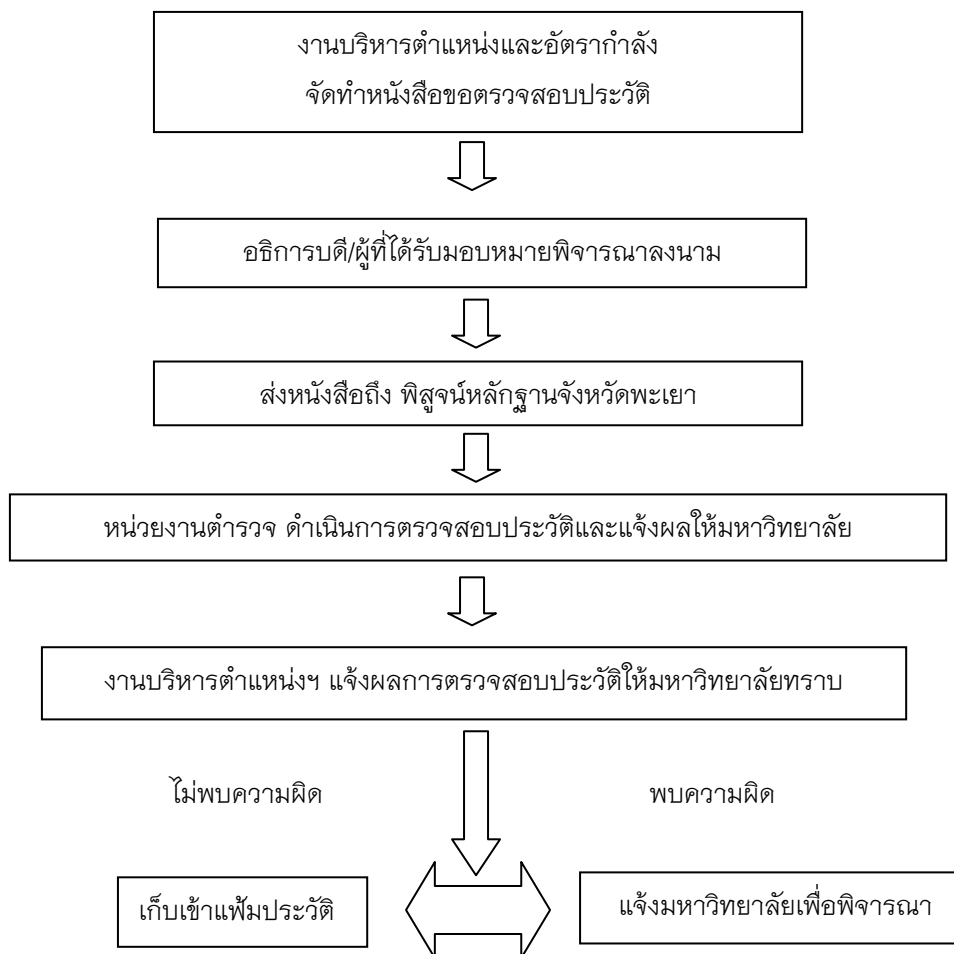 งานบริหารตำแหน่งและอัตรากำลัง
จัดทำหนังสือขอตรวจสอบประวัติ
อธิการบดี/ผู้ที่ได้รับมอบหมายพิจารณาลงนาม
ส่งหนังสือถึง พิสูจน์หลักฐานจังหวัดพะเยา
หน่วยงานตำรวจ ดำเนินการตรวจสอบประวัติและแจ้งผลให้มหาวิทยาลัย
งานบริหารตำแหน่งฯ แจ้งผลการตรวจสอบประวัติให้มหาวิทยาลัยทราบ
ไม่พบความผิด
พบความผิด
เก็บเข้าแฟ้มประวัติ
แจ้งมหาวิทยาลัยเพื่อพิจารณา